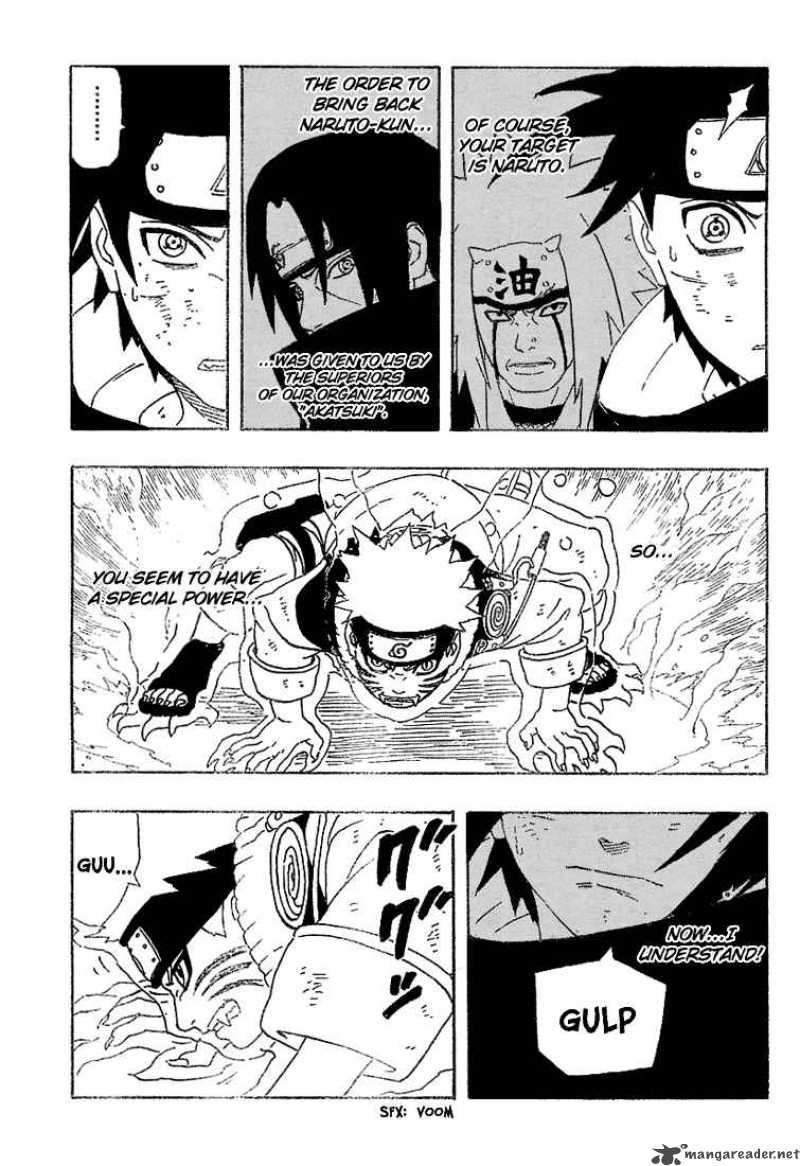 OF COURSE,
YOUR TARGET
IS NARUTO.
油
THE ORDER TO
BRING BACK
NARUTO-KUN...
...WAS GIVEN TO US BY
THE SUPERIORS
OF OUR ORGANIZATION,
"AKATSUKI".
.........
SO...
YOU SEEM TO HAVE
A SPECIAL POWER...
NOW...I
UNDERSTAND!
GULP
ググッ
GUU...
SFX: VOOM
mangareader.net